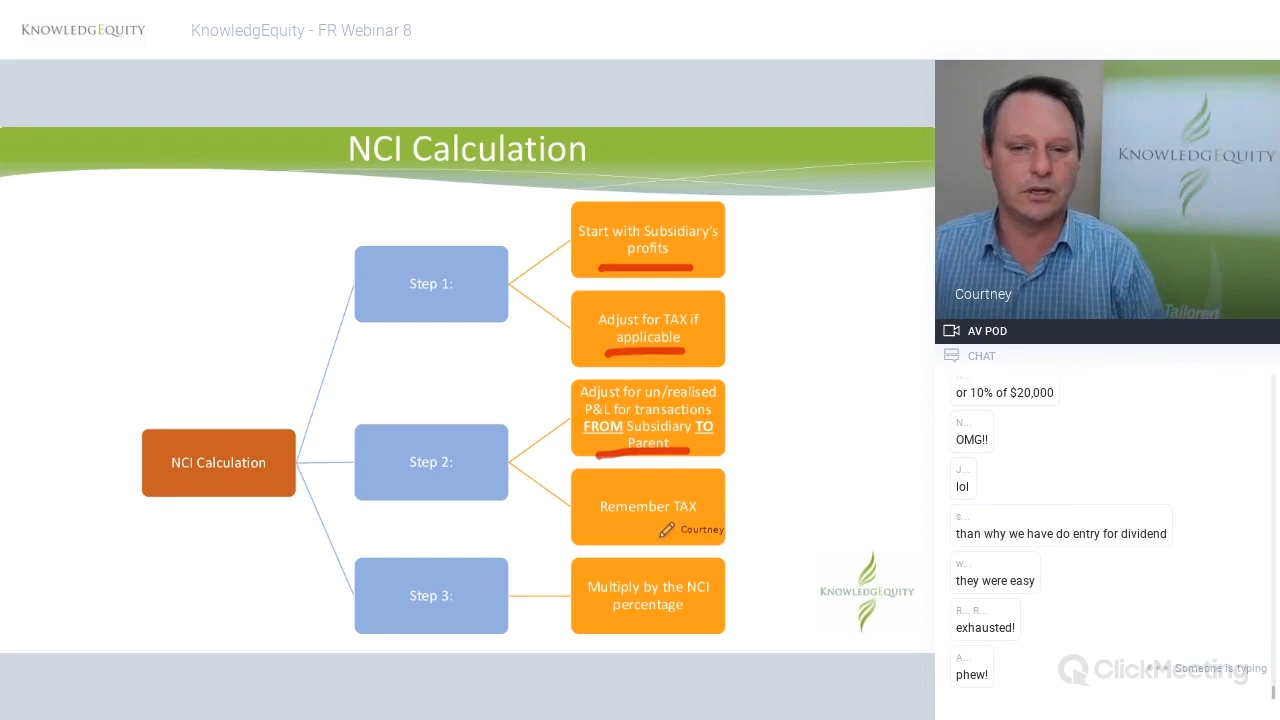 KNOWLEDGEQUITY
KnowledgEquity - FR Webinar 8
NCI Calculation
Start with Subsidiary's
profits
Step 1:
Adjust for TAX if
applicable
Adjust for un/realised
P&L for transactions
FROM Subsidiary TO
Parent
NCI Calculation
Step 2:
Remember TAX
Courtney
Step 3:
Multiply by the NCI
percentage
KNOWLEDGEQUITY
KNOWLEDGEQUITY
Tailored
Courtney
AV POD
CHAT
or 10% of $20,000
N...
OMG!!
J...
lol
s...
than why we have do entry for dividend
w...
they were easy
R... R...
exhausted!
A...
phew!
ClickMeeting
Someone is typing